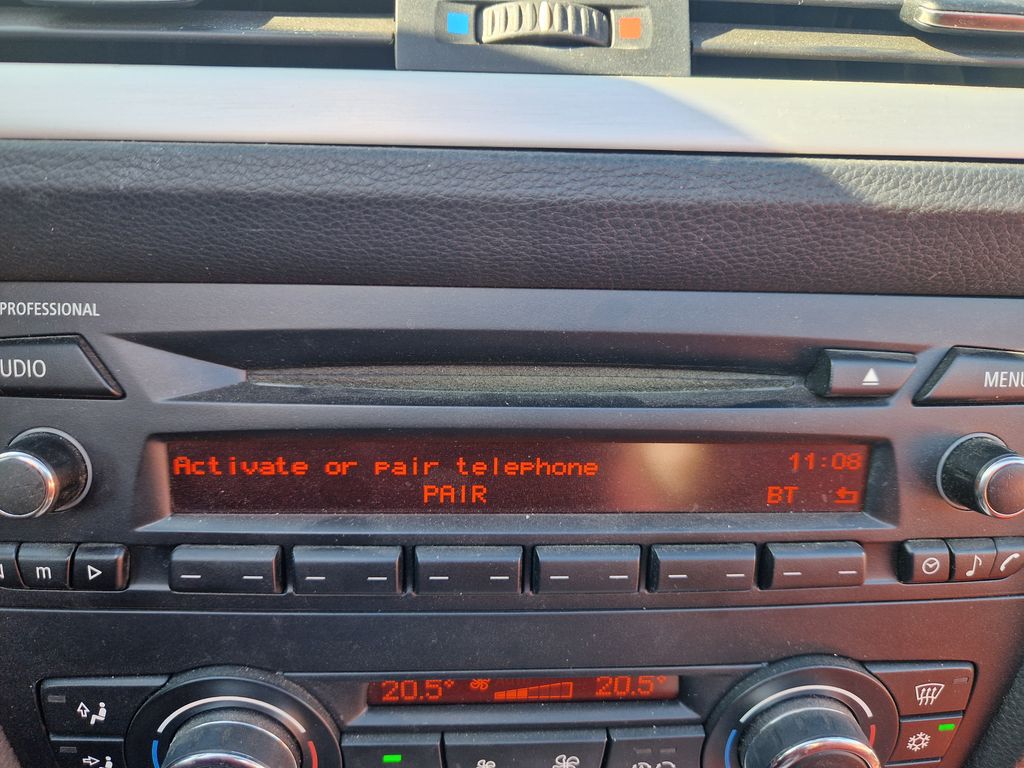 PROFESSIONAL
UDIO
MENU
Activate or pair telephone 11:08
PAIR BT
m
20.5° 20.5°